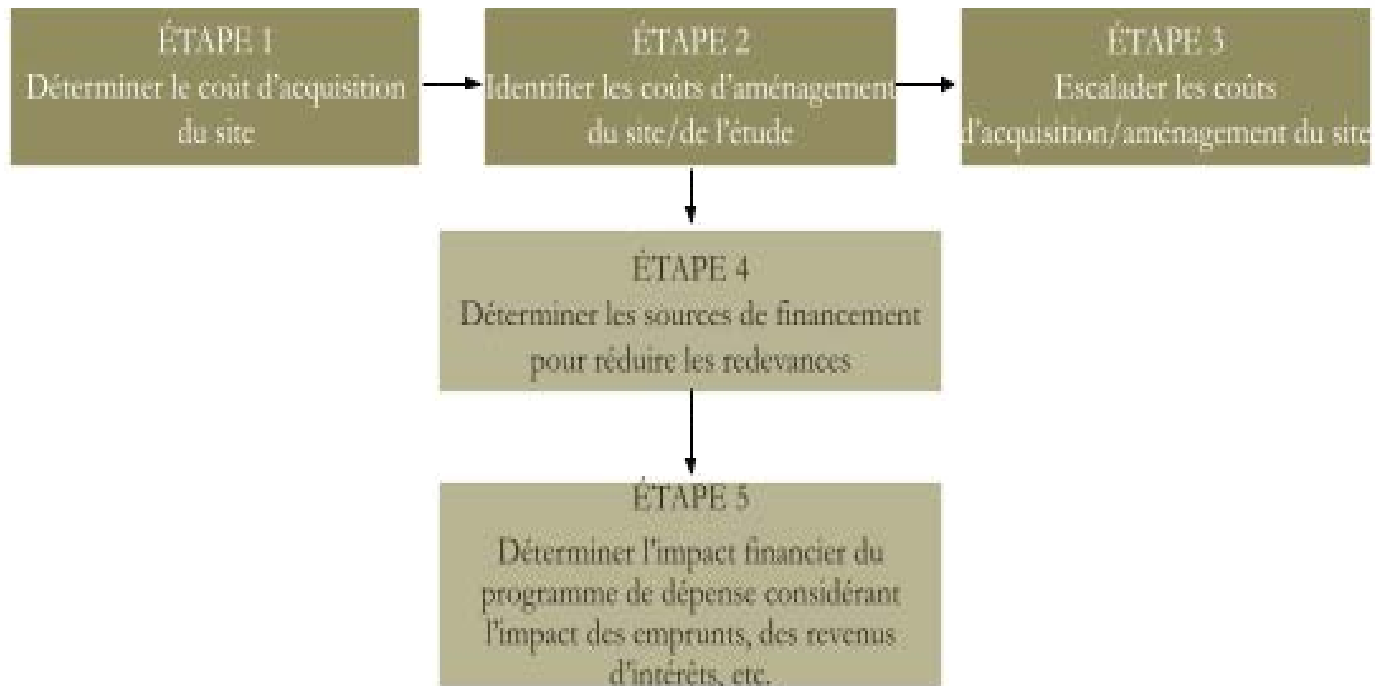 ÉTAPE 1
Déterminer le coût d'acquisition
du site
ÉTAPE 2
Identifier les coûts d'aménagement
du site/de l'étude
ÉTAPE 3
Escalader les coûts
d'acquisition/aménagement du site
ÉTAPE 4
Déterminer les sources de financement
pour réduire les redevances
ÉTAPE 5
Déterminer l'impact financier du
programme de dépense considérant
l'impact des emprunts, des revenus
d'intérêts, etc.